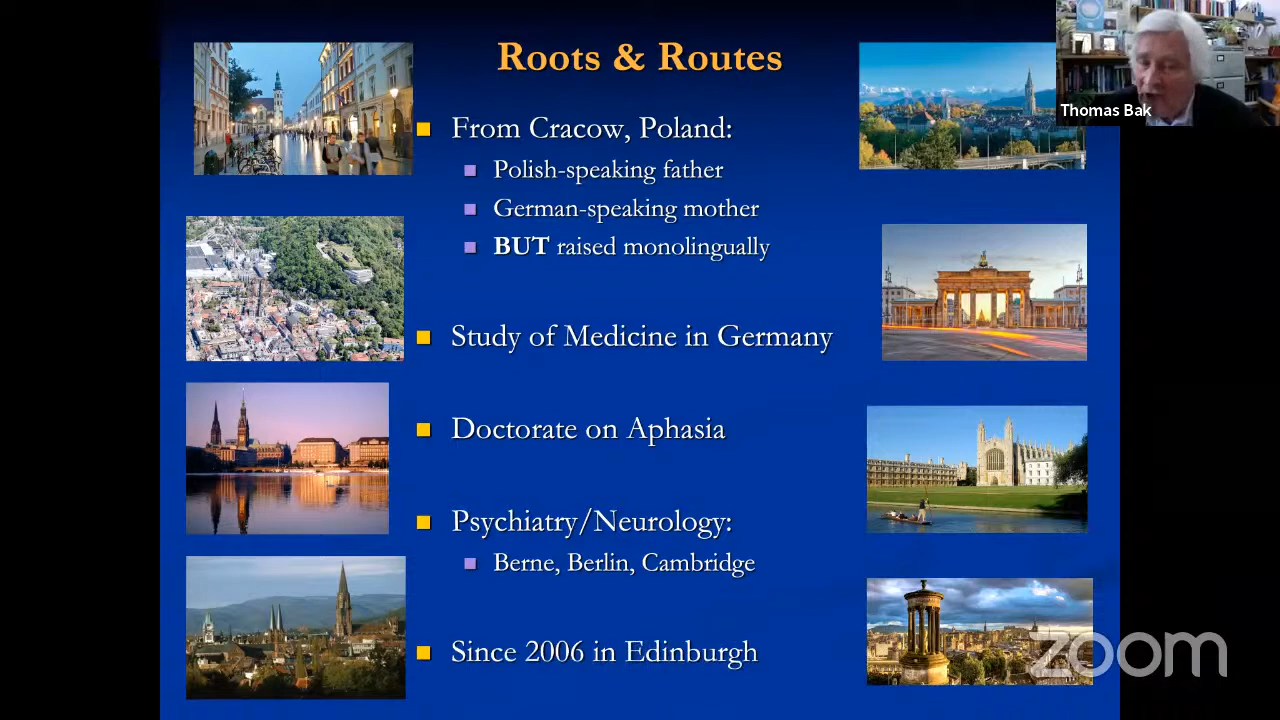 Roots & Routes
From Cracow, Poland:
Polish-speaking father
German-speaking mother
BUT raised monolingually
Study of Medicine in Germany
Doctorate on Aphasia
Psychiatry/Neurology:
Berne, Berlin, Cambridge
Since 2006 in Edinburgh
Thomas Bak
zoom